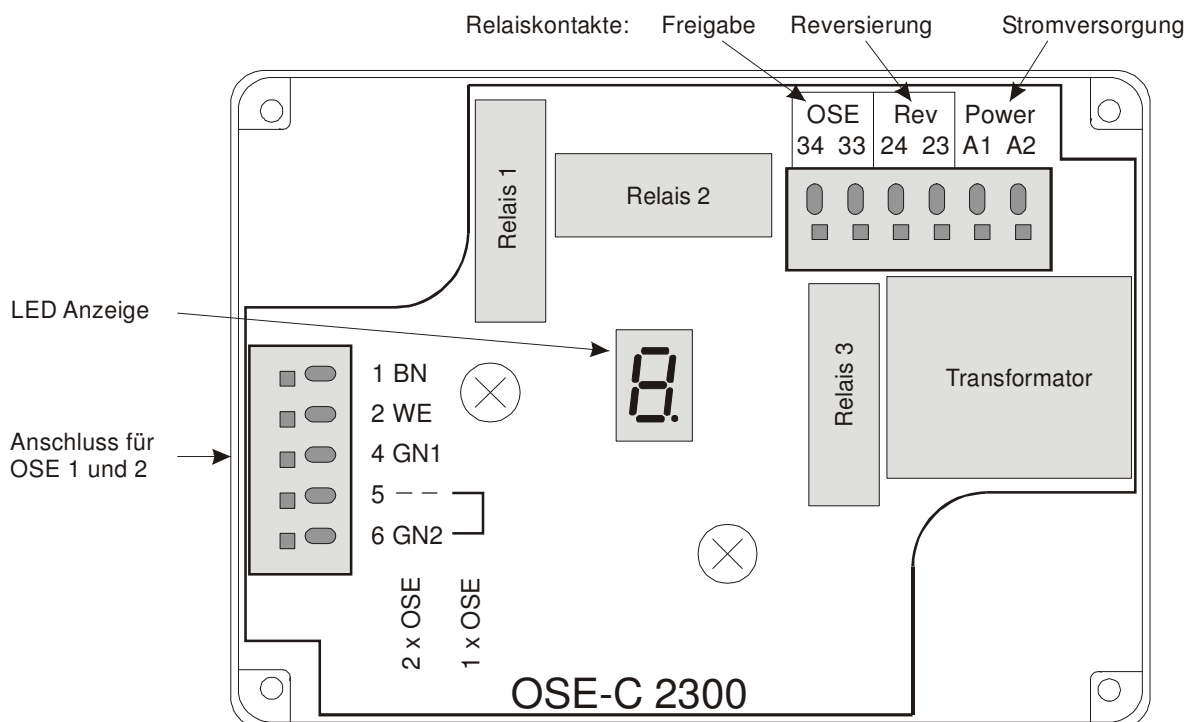 Relaiskontakte: Freigabe Reversierung Stromversorgung
OSE Rev Power
34 33 24 23 A1 A2
Relais 1
Relais 2
LED Anzeige
Relais 3
Transformator
1 BN
2 WE
4 GN1
5 – –
6 GN2
Anschluss für
OSE 1 und 2
2 x OSE
1 x OSE
OSE-C 2300